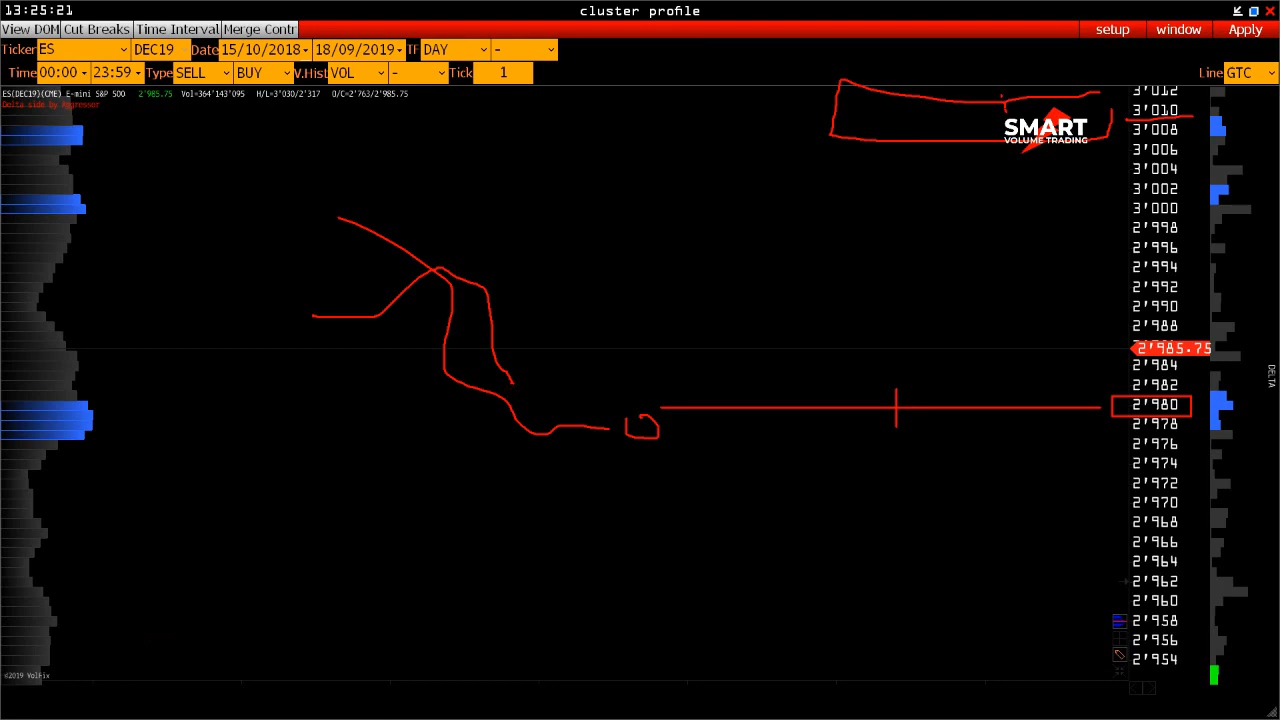 13:25:21
cluster profile
View DOM Cut Breaks Time Interval Merge Contr
setup window Apply
Ticker ES DEC19 Date 15/10/2018 18/09/2019 TF DAY -
Time 00:00 23:59 Type SELL BUY V.Hist VOL - Tick 1
Line GTC
ES(DEC19)(CME) E-mini S&P 500 2'985.75 Vol=364'143'095 H/L=3'030/2'317 O/C=2'763/2'985.75
Delta side by Aggressor
3'012
3'010
3'008
3'006
3'004
3'002
3'000
2'998
2'996
2'994
2'992
2'990
2'988
2'985.75
2'984
2'982
2'980
2'978
2'976
2'974
2'972
2'970
2'968
2'966
2'964
2'962
2'960
2'958
2'956
2'954
SMART
VOLUME TRADING
DELTA
©2019 VolFix